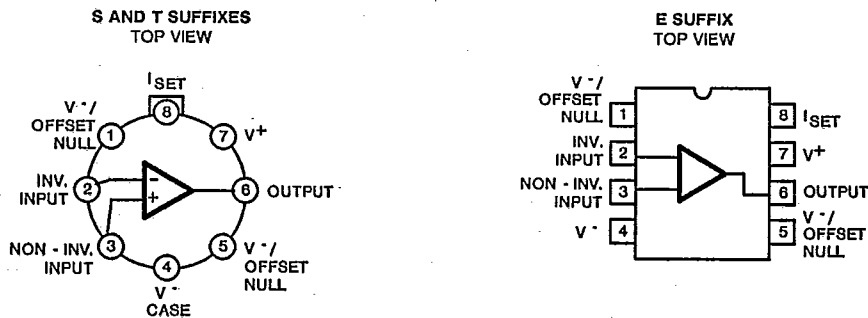 S AND T SUFFIXES
TOP VIEW
I SET
8
V-/
OFFSET
NULL
1
7
V+
INV.
INPUT
2
-
+
6
OUTPUT
NON - INV.
INPUT
3
5
V-/
OFFSET
NULL
4
V-
CASE
E SUFFIX
TOP VIEW
V-/
OFFSET
NULL
1
8
I SET
INV.
INPUT
2
7
V+
NON - INV.
INPUT
3
6
OUTPUT
V-
4
5
V-/
OFFSET
NULL